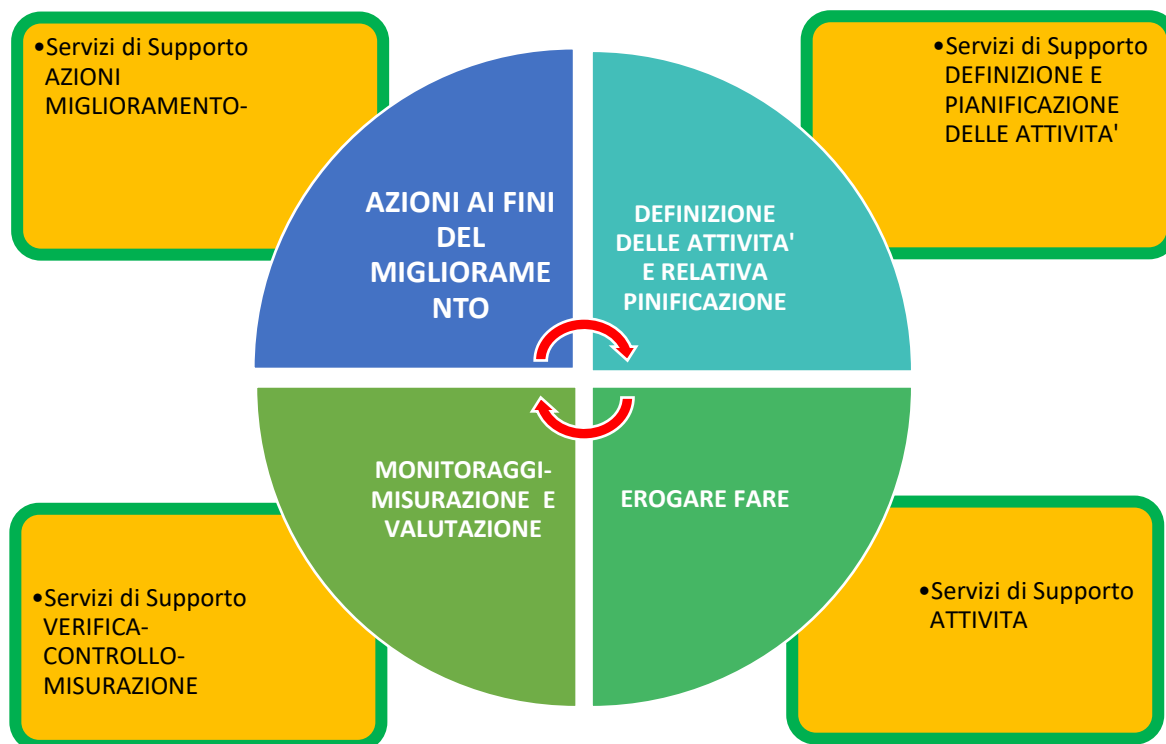 •Servizi di Supporto
AZIONI
MIGLIORAMENTO-
•Servizi di Supporto
DEFINIZIONE E
PIANIFICAZIONE
DELLE ATTIVITA'
AZIONI AI FINI
DEL
MIGLIORAME
NTO
DEFINIZIONE
DELLE ATTIVITA'
E RELATIVA
PINIFICAZIONE
MONITORAGGI-
MISURAZIONE E
VALUTAZIONE
EROGARE FARE
•Servizi di Supporto
VERIFICA-
CONTROLLO-
MISURAZIONE
•Servizi di Supporto
ATTIVITA